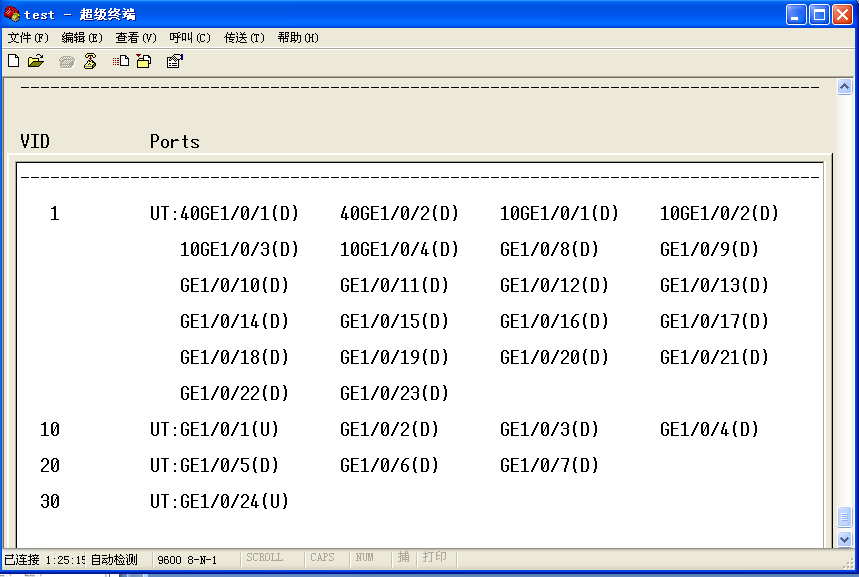 test - 超级终端
文件(F) 编辑(E) 查看(V) 呼叫(C) 传送(T) 帮助(H)
--------------------------------------------------------------------------------
VID Ports
--------------------------------------------------------------------------------
1 UT:40GE1/0/1(D) 40GE1/0/2(D) 10GE1/0/1(D) 10GE1/0/2(D)
10GE1/0/3(D) 10GE1/0/4(D) GE1/0/8(D) GE1/0/9(D)
GE1/0/10(D) GE1/0/11(D) GE1/0/12(D) GE1/0/13(D)
GE1/0/14(D) GE1/0/15(D) GE1/0/16(D) GE1/0/17(D)
GE1/0/18(D) GE1/0/19(D) GE1/0/20(D) GE1/0/21(D)
GE1/0/22(D) GE1/0/23(D)
10 UT:GE1/0/1(U) GE1/0/2(D) GE1/0/3(D) GE1/0/4(D)
20 UT:GE1/0/5(D) GE1/0/6(D) GE1/0/7(D)
30 UT:GE1/0/24(U)
已连接 1:25:15 自动检测 9600 8-N-1 SCROLL CAPS NUM 捕 打印